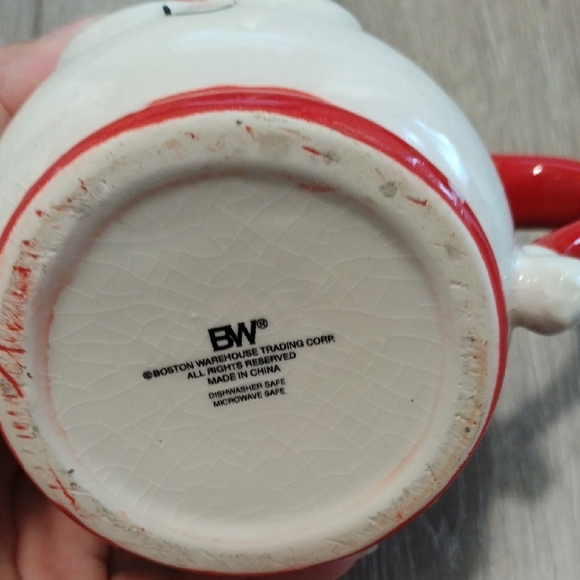 BW®
©BOSTON WAREHOUSE TRADING CORP.
ALL RIGHTS RESERVED
MADE IN CHINA
DISHWASHER SAFE
MICROWAVE SAFE